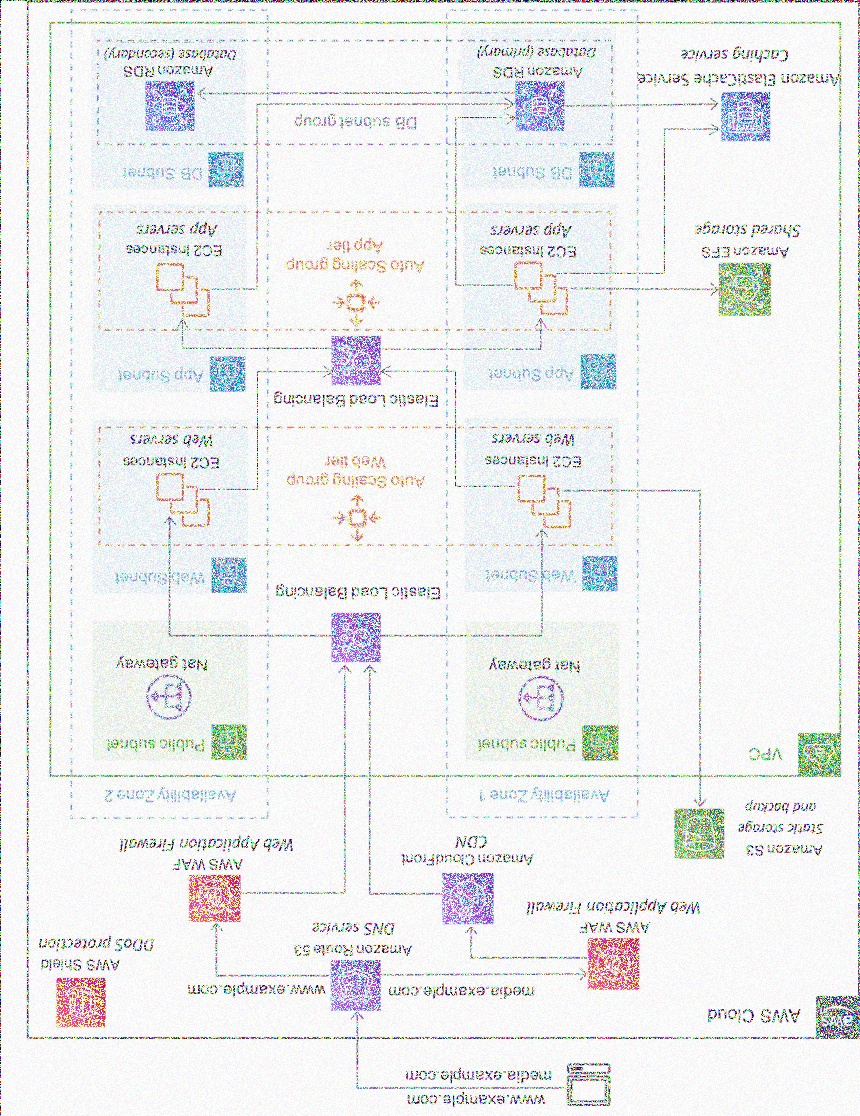 www.example.com
media.example.com
AWS Cloud
www.example.com
media.example.com
AWS Shield
DDoS protection
Amazon Route 53
DNS service
AWS WAF
Web Application Firewall
AWS WAF
Web Application Firewall
Amazon CloudFront
CDN
Amazon S3
Static storage
and backup
VPC
Availability Zone 1
Availability Zone 2
Public subnet
Public subnet
Nat gateway
Nat gateway
Elastic Load Balancing
Web Subnet
Web Subnet
EC2 Instances
Web servers
Auto Scaling group
Web tier
EC2 Instances
Web servers
Elastic Load Balancing
App Subnet
App Subnet
EC2 Instances
App servers
Auto Scaling group
App tier
EC2 Instances
App servers
Amazon EFS
Shared storage
DB Subnet
DB Subnet
DB subnet group
Amazon RDS
Database (primary)
Amazon RDS
Database (secondary)
Amazon ElastiCache Service
Caching service